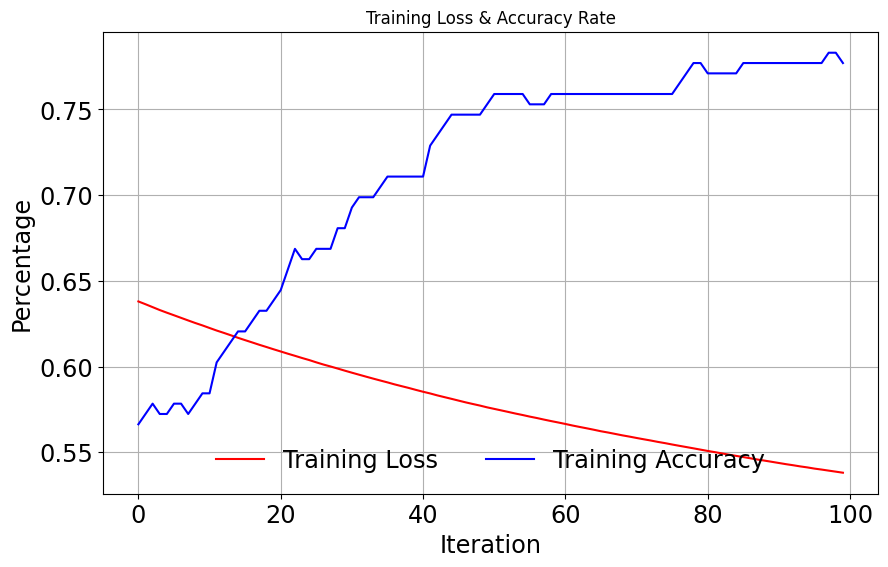 Training Loss & Accuracy Rate
Percentage
0.75
0.70
0.65
0.60
0.55
Training Loss Training Accuracy
0 20 40 60 80 100
Iteration